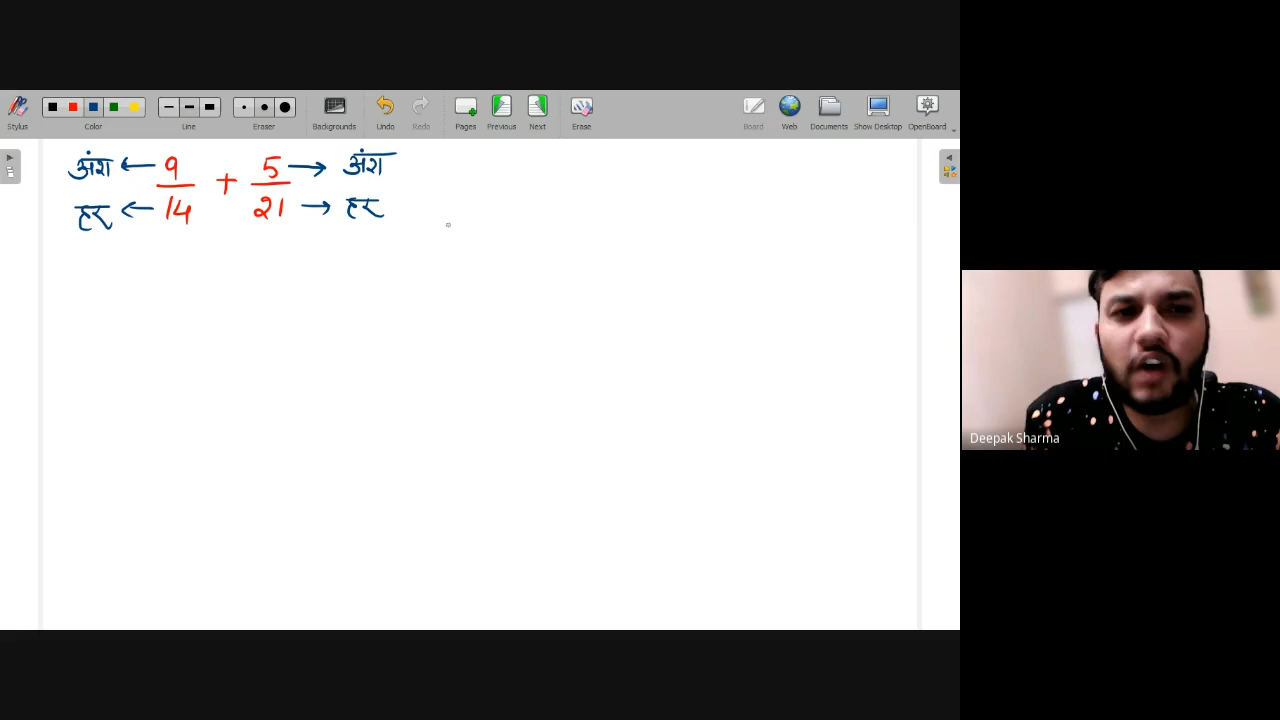 Stylus Color Line Eraser Backgrounds Undo Redo Pages Previous Next Erase Board Web Documents Show Desktop OpenBoard
अंश ← 9/14 + 5/21 → अंश
हर ← → हर
Deepak Sharma